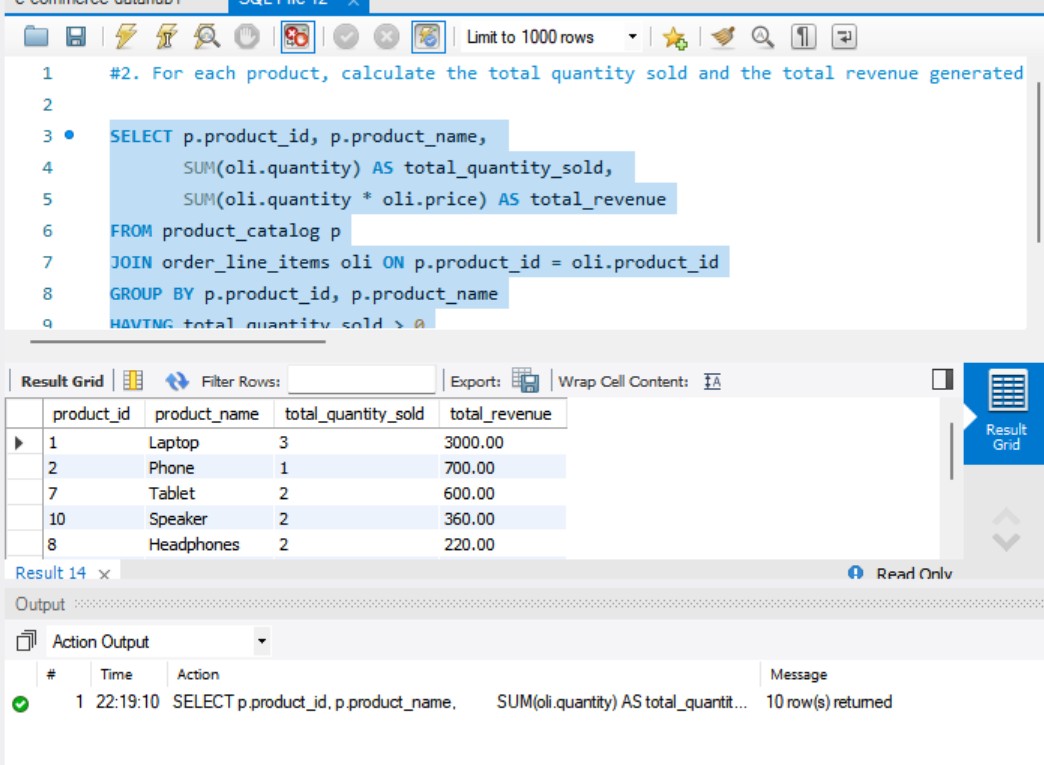 e-commerce-datahub1 SQL File 12 ×
Limit to 1000 rows
1 #2. For each product, calculate the total quantity sold and the total revenue generated
2
3 SELECT p.product_id, p.product_name,
4 SUM(oli.quantity) AS total_quantity_sold,
5 SUM(oli.quantity * oli.price) AS total_revenue
6 FROM product_catalog p
7 JOIN order_line_items oli ON p.product_id = oli.product_id
8 GROUP BY p.product_id, p.product_name
9 HAVING total_quantity_sold > 0
Result Grid Filter Rows: Export: Wrap Cell Content: IA
product_id product_name total_quantity_sold total_revenue
1 Laptop 3 3000.00
2 Phone 1 700.00
7 Tablet 2 600.00
10 Speaker 2 360.00
8 Headphones 2 220.00
Result
Grid
Result 14 × Read Only
Output
Action Output
# Time Action Message
1 22:19:10 SELECT p.product_id, p.product_name, SUM(oli.quantity) AS total_quantit... 10 row(s) returned